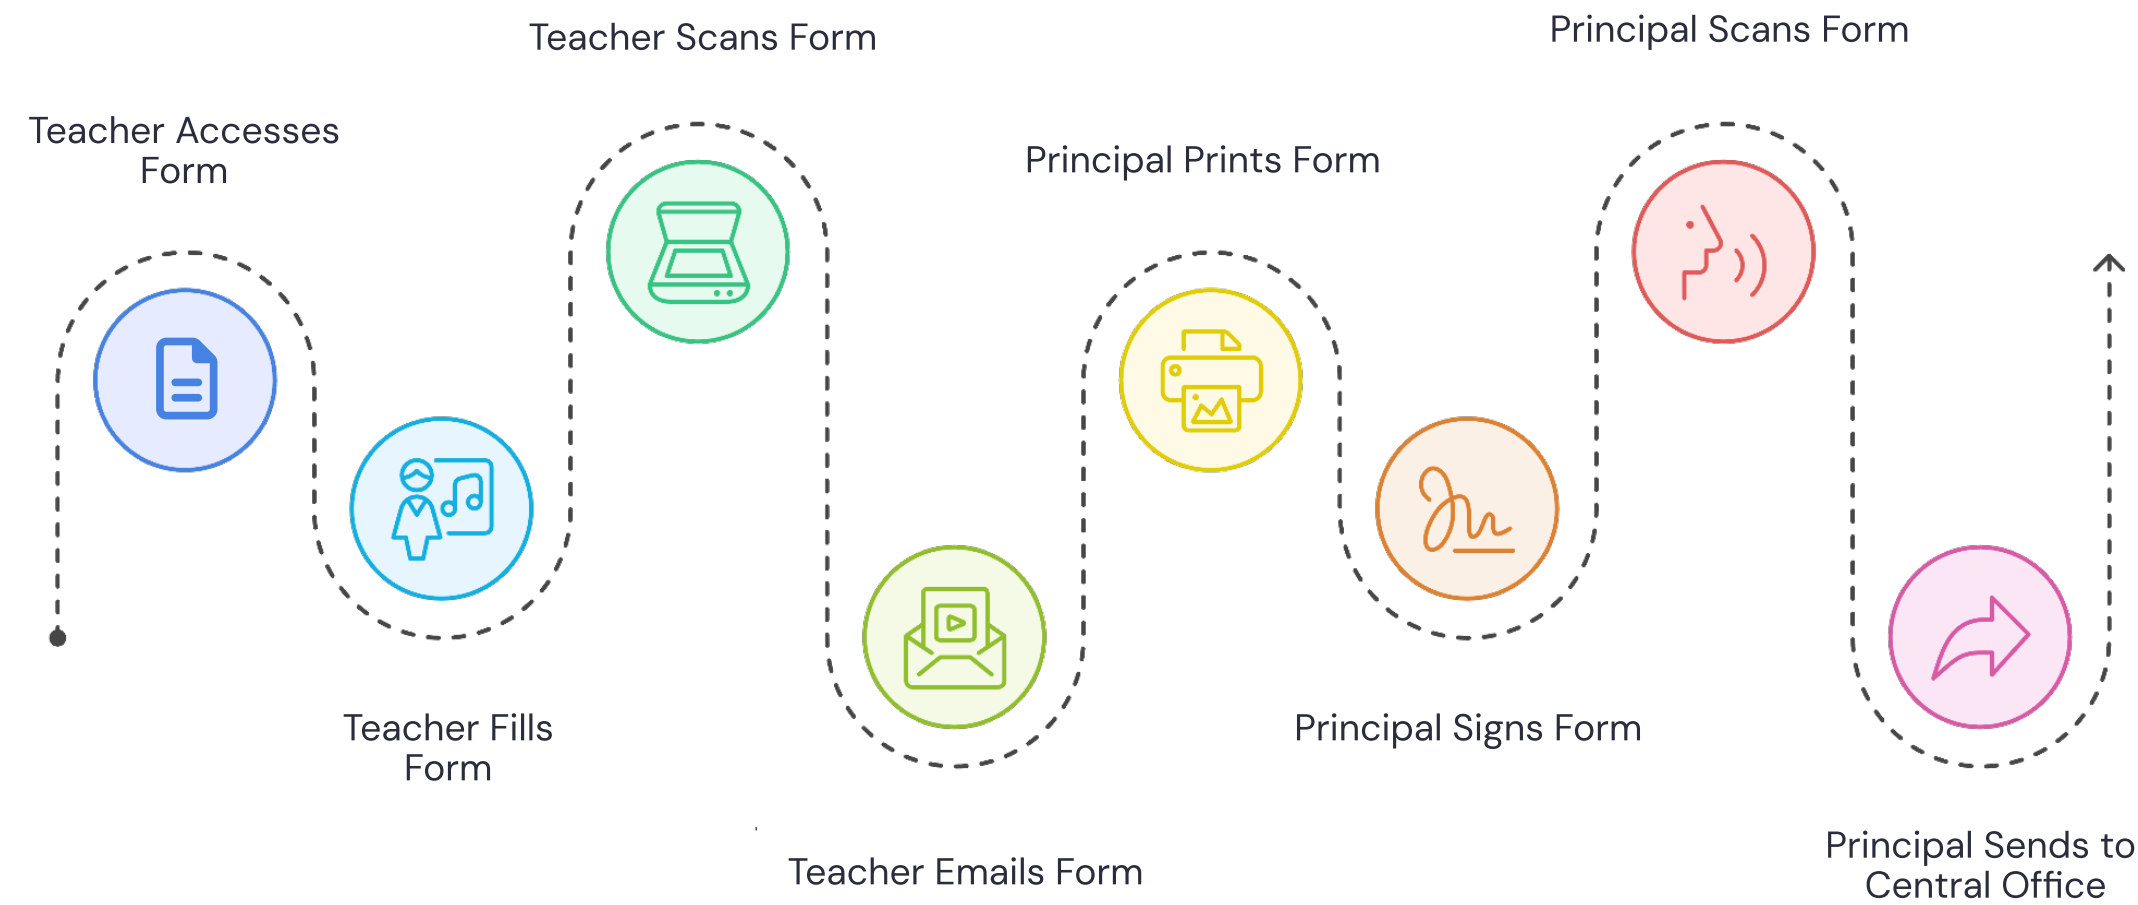 Teacher Accesses
Form
Teacher Fills
Form
Teacher Scans Form
Teacher Emails Form
Principal Prints Form
Principal Signs Form
Principal Scans Form
Principal Sends to
Central Office